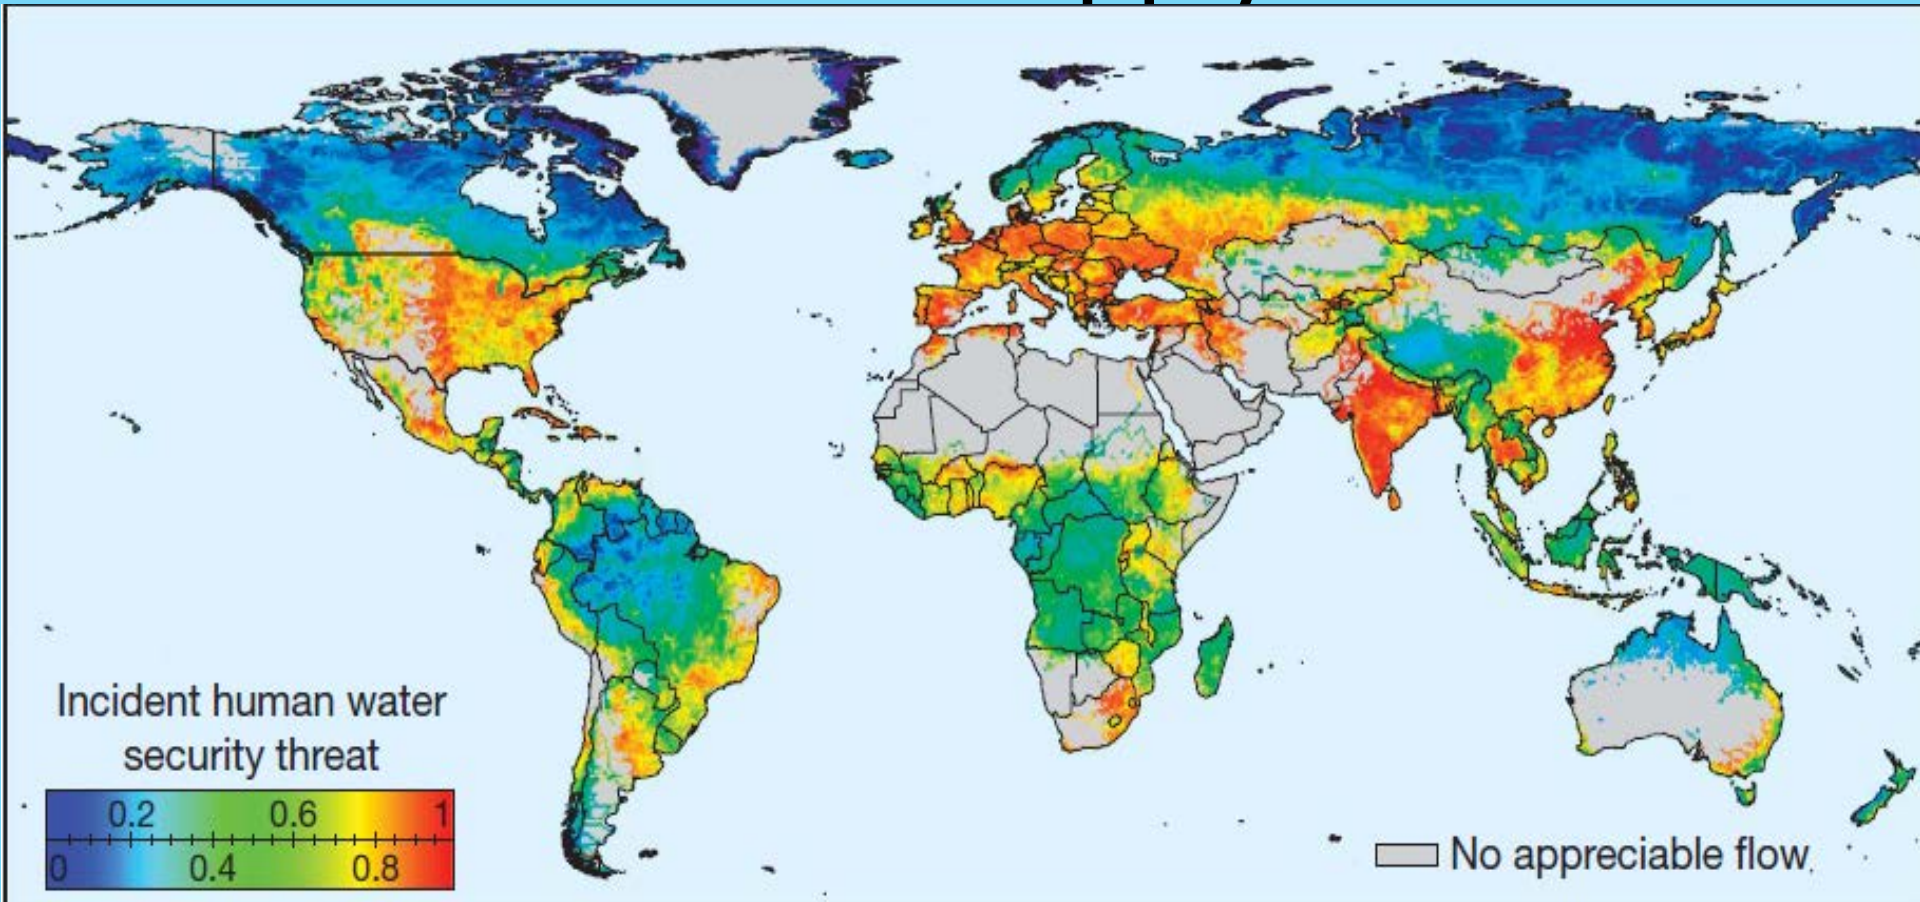 Incident human water
security threat
0.2 0.6 1
0 0.4 0.8
No appreciable flow